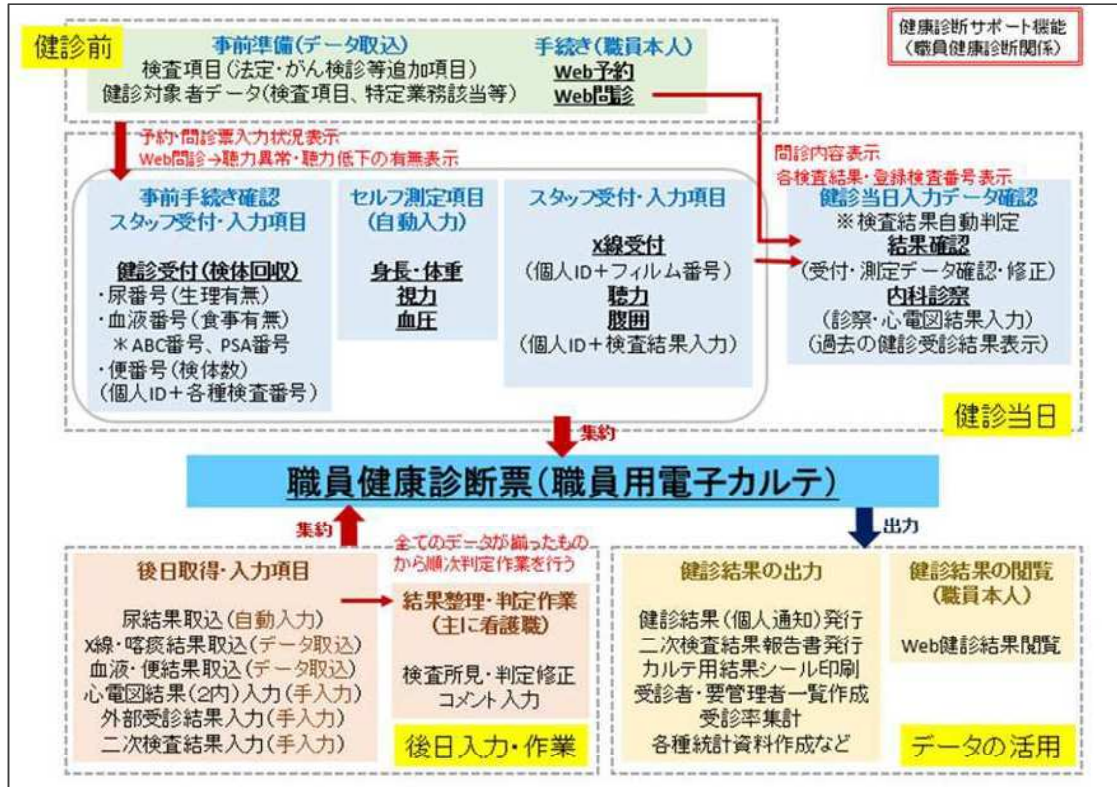 健診前
事前準備(データ取込)
検査項目(法定・がん検診等追加項目)
健診対象者データ(検査項目、特定業務該当等)
手続き(職員本人)
Web予約
Web問診
健康診断サポート機能
(職員健康診断関係)
予約・問診票入力状況表示
Web問診→聴力異常・聴力低下の有無表示
問診内容表示
各検査結果・登録検査番号表示
事前手続き確認
スタッフ受付・入力項目
健診受付(検体回収)
・尿番号(生理有無)
・血液番号(食事有無)
＊ABC番号、PSA番号
・便番号(検体数)
(個人ID＋各種検査番号)
セルフ測定項目
(自動入力)
身長・体重
視力
血圧
スタッフ受付・入力項目
X線受付
(個人ID＋フィルム番号)
聴力
腹囲
(個人ID＋検査結果入力)
健診当日入力データ確認
※検査結果自動判定
結果確認
(受付・測定データ確認・修正)
内科診察
(診察・心電図結果入力)
(過去の健診受診結果表示)
健診当日
集約
職員健康診断票(職員用電子カルテ)
集約
出力
後日取得・入力項目
尿結果取込(自動入力)
X線・喀痰結果取込(データ取込)
血液・便結果取込(データ取込)
心電図結果(2内)入力(手入力)
外部受診結果入力(手入力)
二次検査結果入力(手入力)
全てのデータが揃ったもの
から順次判定作業を行う
結果整理・判定作業
(主に看護職)
検査所見・判定修正
コメント入力
後日入力・作業
健診結果の出力
健診結果(個人通知)発行
二次検査結果報告書発行
カルテ用結果シール印刷
受診者・要管理者一覧作成
受診率集計
各種統計資料作成など
健診結果の閲覧
(職員本人)
Web健診結果閲覧
データの活用